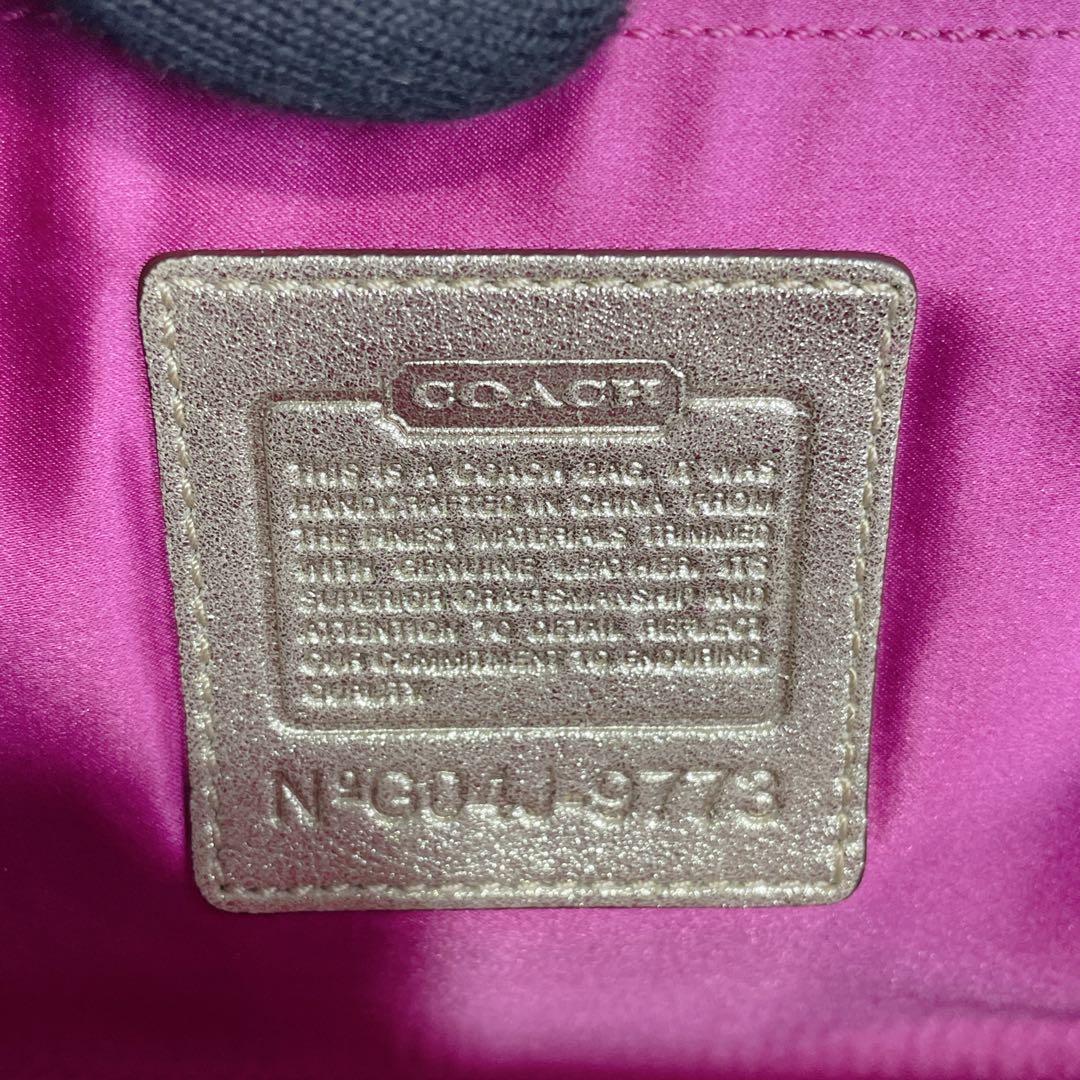 COACH
THIS IS A COACH BAG. IT WAS
HANDCRAFTED IN CHINA FROM
THE FINEST MATERIALS TRIMMED
WITH GENUINE LEATHER. ITS
SUPERIOR CRAFTSMANSHIP AND
ATTENTION TO DETAIL REFLECT
OUR COMMITMENT TO ENDURING
QUALITY.
Nº G04J-9773